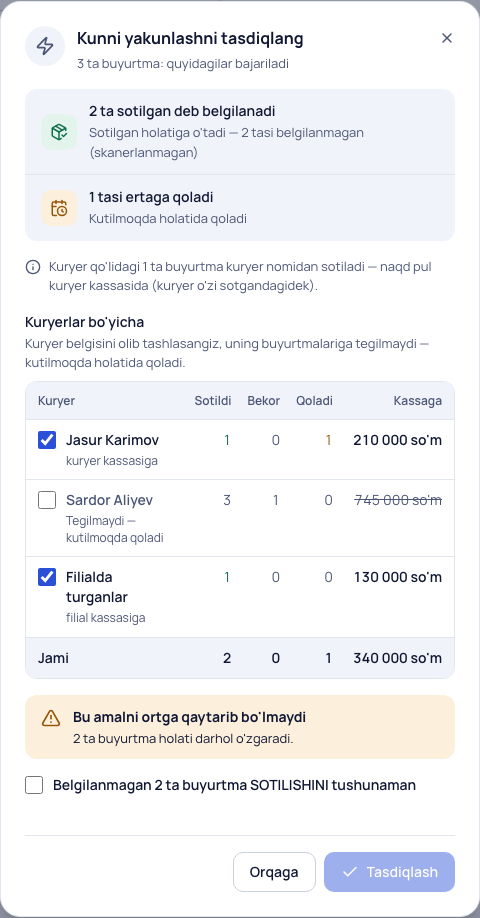 Kunni yakunlashni tasdiqlang
3 ta buyurtma: quyidagilar bajariladi
2 ta sotilgan deb belgilanadi
Sotilgan holatiga o'tadi — 2 tasi belgilanmagan
(skanerlanmagan)
1 tasi ertaga qoladi
Kutilmoqda holatida qoladi
Kuryer qo'lidagi 1 ta buyurtma kuryer nomidan sotiladi — naqd pul
kuryer kassasida (kuryer o'zi sotgandagidek).
Kuryerlar bo'yicha
Kuryer belgisini olib tashlasangiz, uning buyurtmalariga tegilmaydi —
kutilmoqda holatida qoladi.
Kuryer Sotildi Bekor Qoladi Kassaga
Jasur Karimov 1 0 1 210 000 so'm
kuryer kassasiga
Sardor Aliyev 3 1 0 745 000 so'm
Tegilmaydi —
kutilmoqda qoladi
Filialda 1 0 0 130 000 so'm
turganlar
filial kassasiga
Jami 2 0 1 340 000 so'm
Bu amalni ortga qaytarib bo'lmaydi
2 ta buyurtma holati darhol o'zgaradi.
Belgilanmagan 2 ta buyurtma SOTILISHINI tushunaman
Orqaga Tasdiqlash